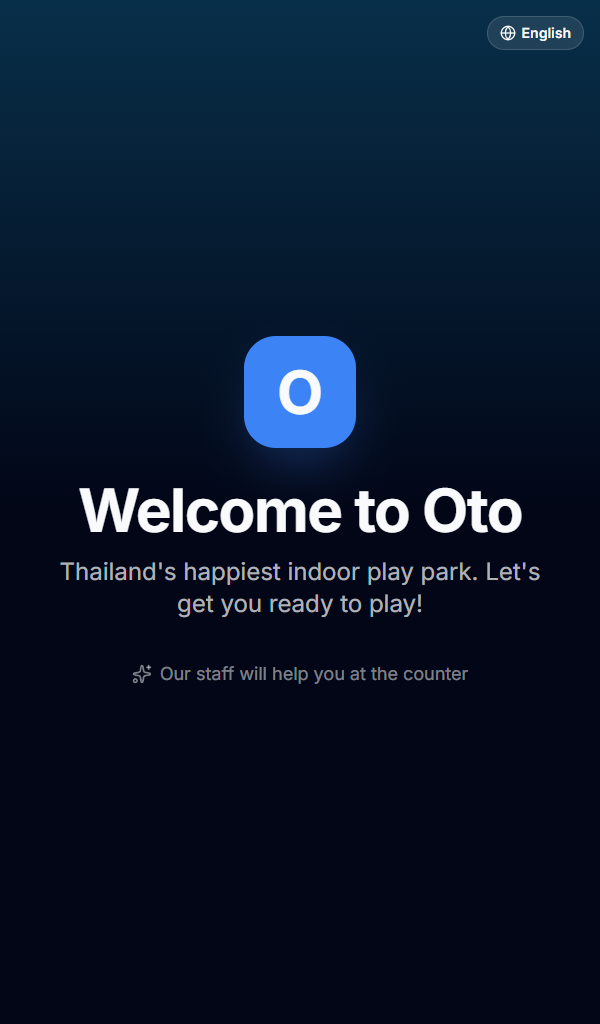 English
O
Welcome to Oto
Thailand's happiest indoor play park. Let's
get you ready to play!
Our staff will help you at the counter